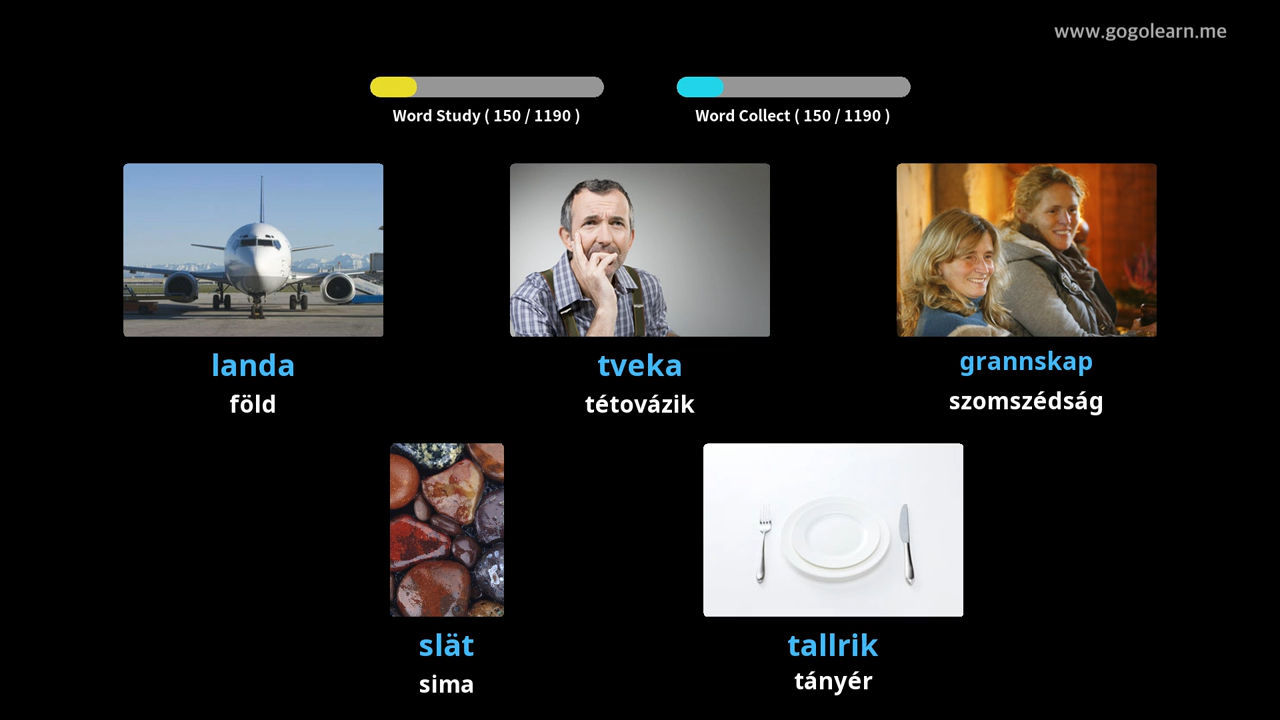 www.gogolearn.me
Word Study ( 150 / 1190 )
Word Collect ( 150 / 1190 )
landa
föld
tveka
tétovázik
grannskap
szomszédság
slät
sima
tallrik
tányér